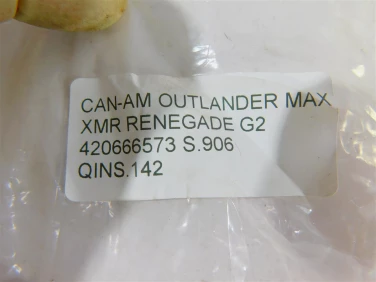 CAN-AM OUTLANDER MAX
XMR RENEGADE G2
420666573 S.906
QINS.142